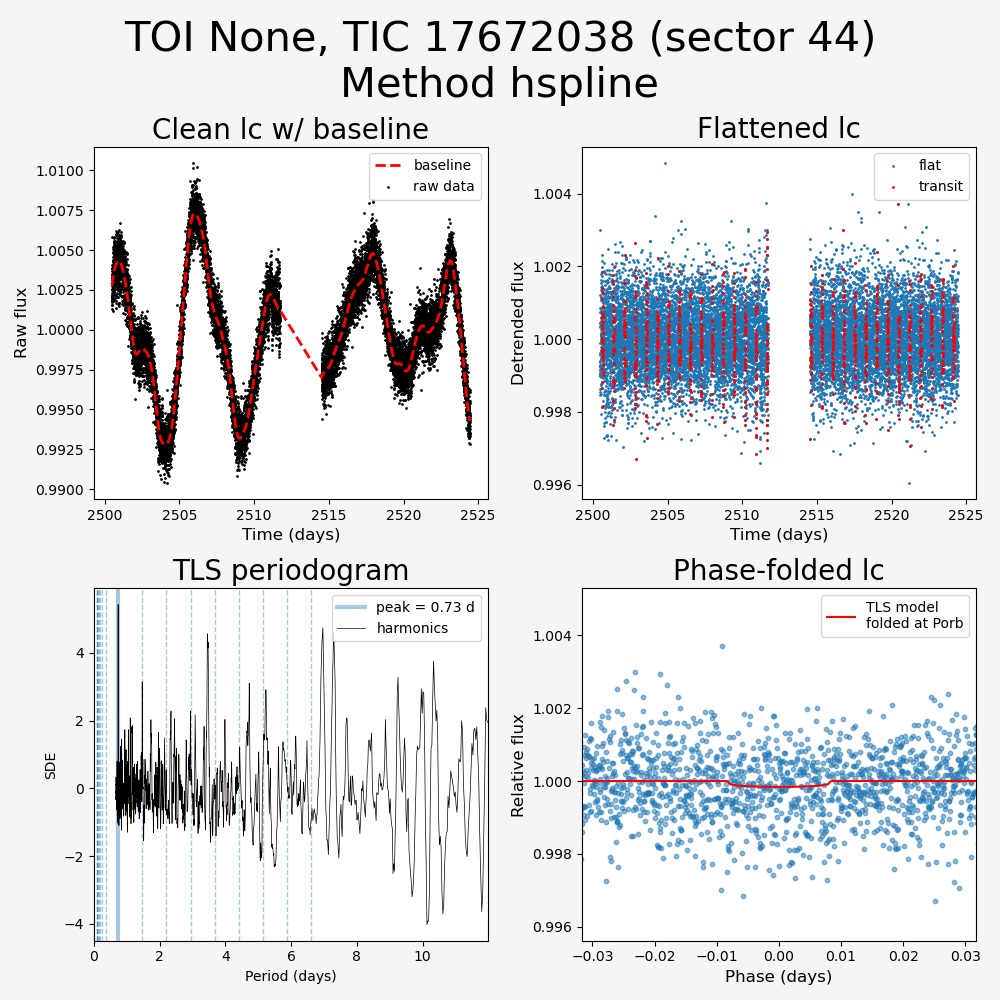 TOI None, TIC 17672038 (sector 44)
Method hspline
Clean lc w/ baseline
baseline
raw data
1.0100
1.0075
1.0050
1.0025
1.0000
0.9975
0.9950
0.9925
0.9900
Raw flux
2500
2505
2510
2515
2520
2525
Time (days)
Flattened lc
flat
transit
1.004
1.002
1.000
0.998
0.996
Detrended flux
2500
2505
2510
2515
2520
2525
Time (days)
TLS periodogram
peak = 0.73 d
harmonics
4
2
0
−2
−4
SDE
0
2
4
6
8
10
Period (days)
Phase-folded lc
TLS model
folded at Porb
1.004
1.002
1.000
0.998
0.996
Relative flux
−0.03
−0.02
−0.01
0.00
0.01
0.02
0.03
Phase (days)